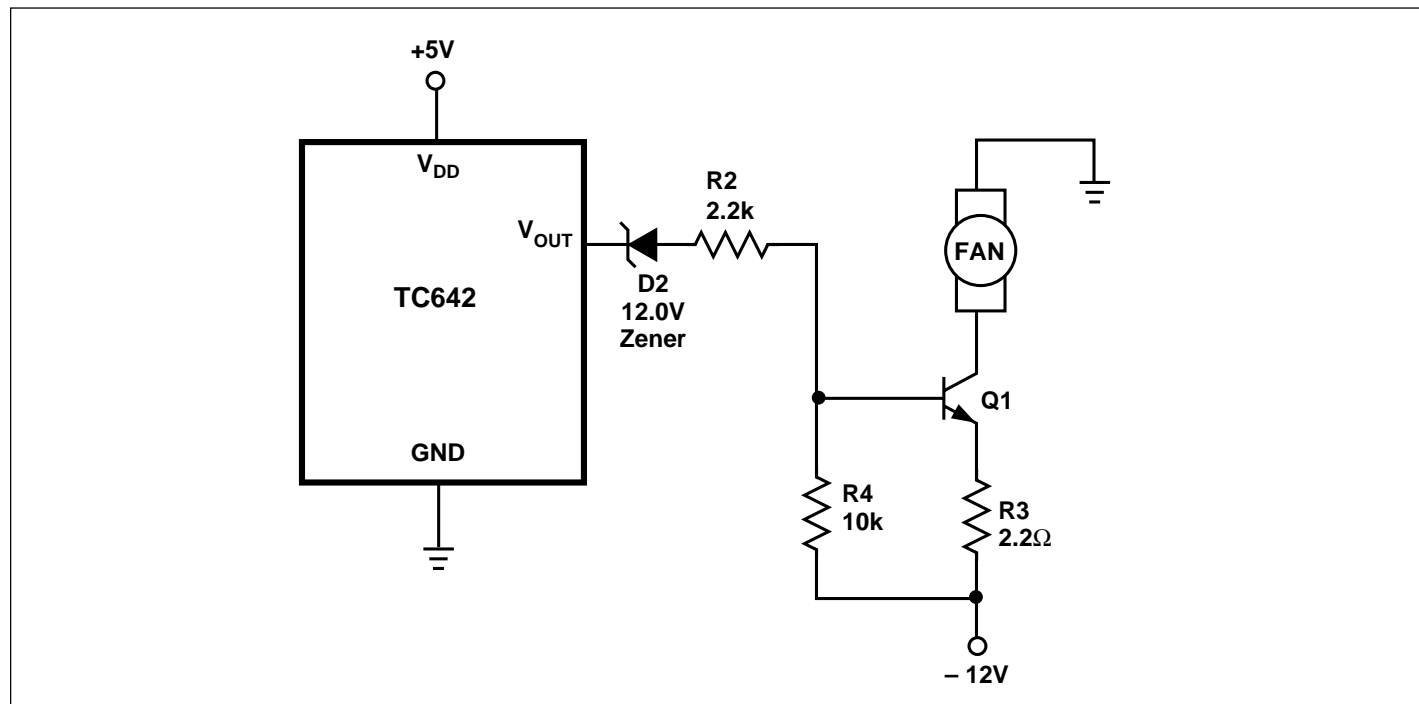 +5V
VDD
VOUT
TC642
GND
D2
12.0V
Zener
R2
2.2k
FAN
Q1
R4
10k
R3
2.2Ω
– 12V